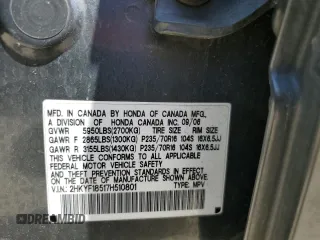 MFD. IN CANADA BY HONDA OF CANADA MFG.
A DIVISION OF HONDA CANADA INC. 09/06
GVWR 5950LBS(2700KG) TIRE SIZE RIM SIZE
GAWR F 2865LBS(1300KG) P235/70R16 104S 16X6.5JJ
GAWR R 3155LBS(1430KG) P235/70R16 104S 16X6.5JJ
THIS VEHICLE CONFORMS TO ALL APPLICABLE
FEDERAL MOTOR VEHICLE SAFETY
AND THEFT PREVENTION STANDARDS IN EFFECT
ON THE DATE OF MANUFACTURE SHOWN ABOVE.
V.I.N.: 2HKYF18517H510801 TYPE: MPV
IDREAMBID